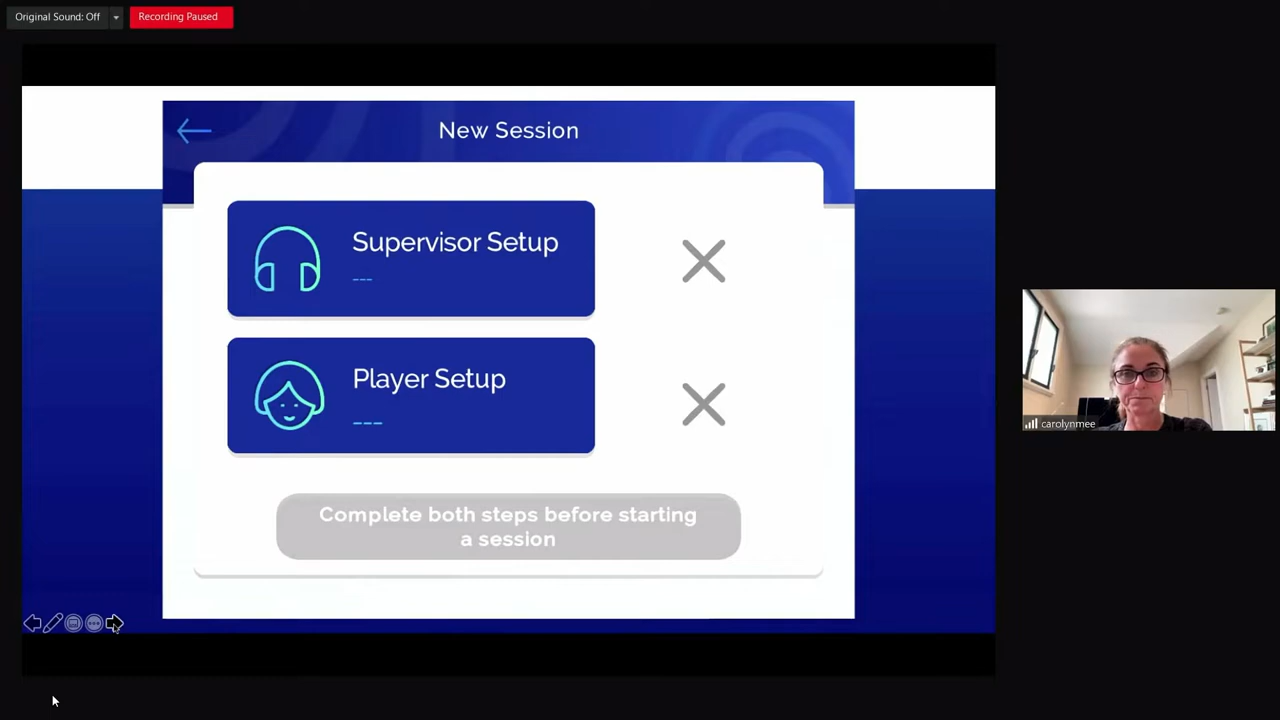 Original Sound: Off
Recording Paused
New Session
Supervisor Setup
---
Player Setup
---
Complete both steps before starting
a session
carolynmee